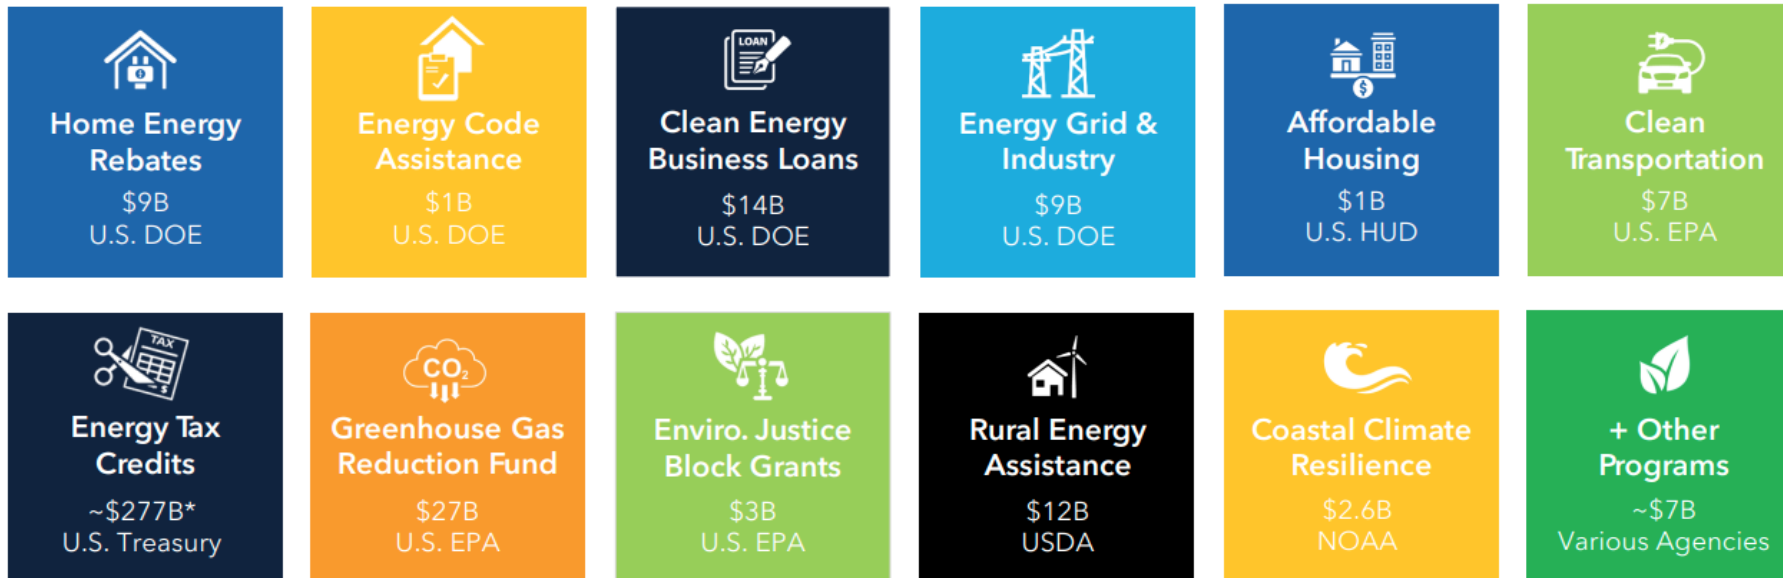 LOAN
Home Energy
Rebates
$9B
U.S. DOE
Energy Code
Assistance
$1B
U.S. DOE
Clean Energy
Business Loans
$14B
U.S. DOE
Energy Grid &
Industry
$9B
U.S. DOE
Affordable
Housing
$1B
U.S. HUD
Clean
Transportation
$7B
U.S. EPA
TAX
$
Energy Tax
Credits
~$277B*
U.S. Treasury
CO₂
Greenhouse Gas
Reduction Fund
$27B
U.S. EPA
Enviro. Justice
Block Grants
$3B
U.S. EPA
Rural Energy
Assistance
$12B
USDA
Coastal Climate
Resilience
$2.6B
NOAA
+ Other
Programs
~$7B
Various Agencies